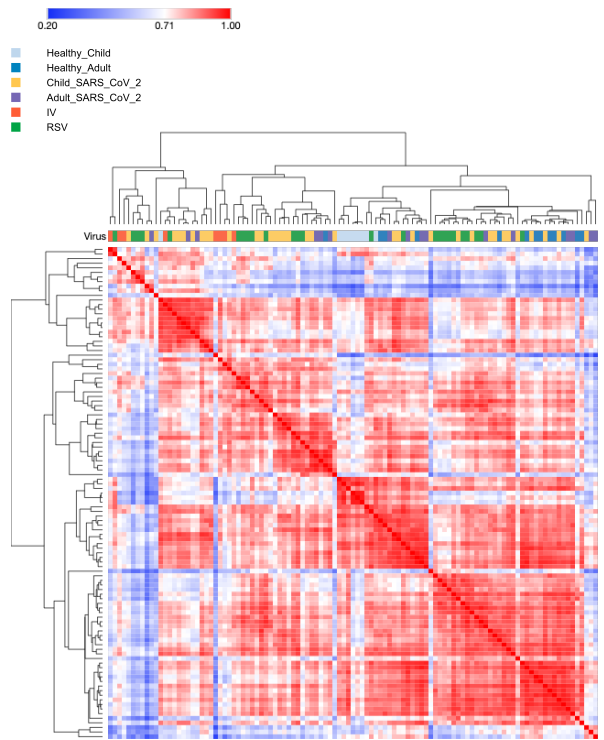 0.20 0.71 1.00
Healthy_Child
Healthy_Adult
Child_SARS_CoV_2
Adult_SARS_CoV_2
IV
RSV
Virus